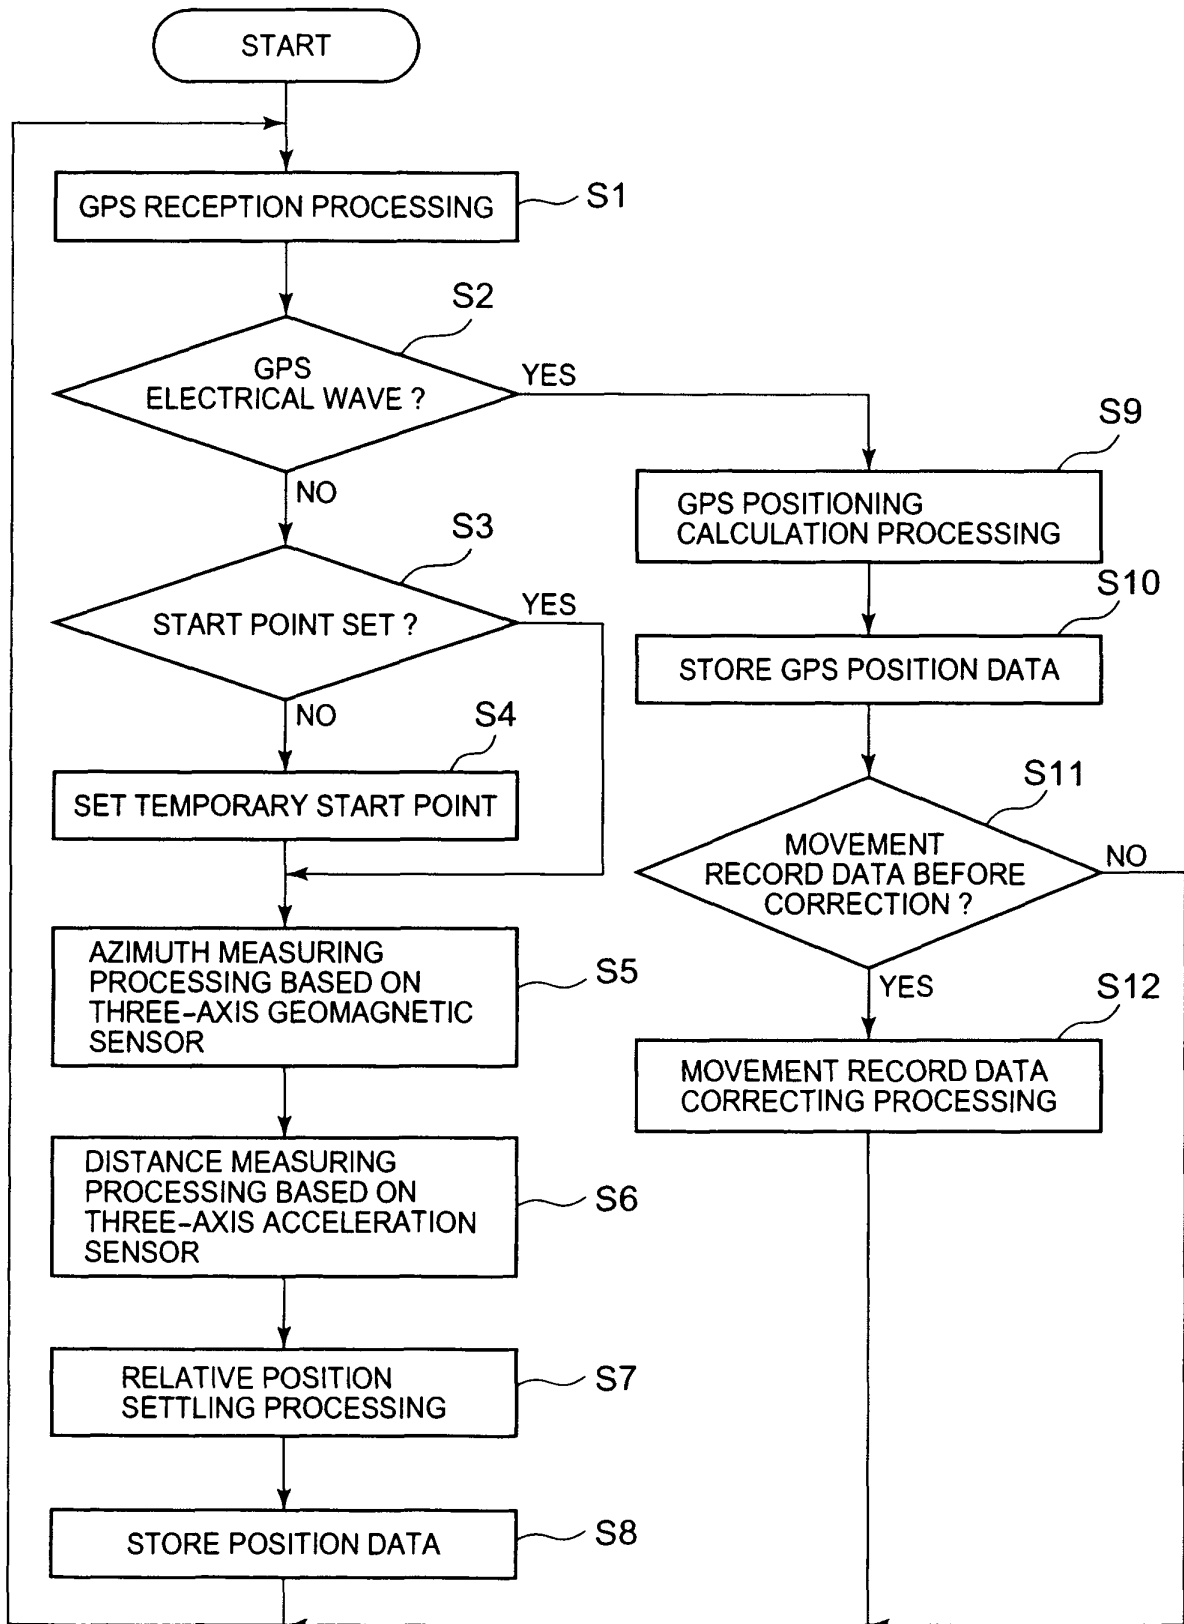 START
GPS RECEPTION PROCESSING
S1
S2
GPS
ELECTRICAL WAVE ?
YES
NO
S3
START POINT SET ?
YES
NO
S4
SET TEMPORARY START POINT
AZIMUTH MEASURING
PROCESSING BASED ON
THREE-AXIS GEOMAGNETIC
SENSOR
S5
DISTANCE MEASURING
PROCESSING BASED ON
THREE-AXIS ACCELERATION
SENSOR
S6
RELATIVE POSITION
SETTLING PROCESSING
S7
STORE POSITION DATA
S8
S9
GPS POSITIONING
CALCULATION PROCESSING
S10
STORE GPS POSITION DATA
S11
MOVEMENT
RECORD DATA BEFORE
CORRECTION ?
NO
YES
S12
MOVEMENT RECORD DATA
CORRECTING PROCESSING